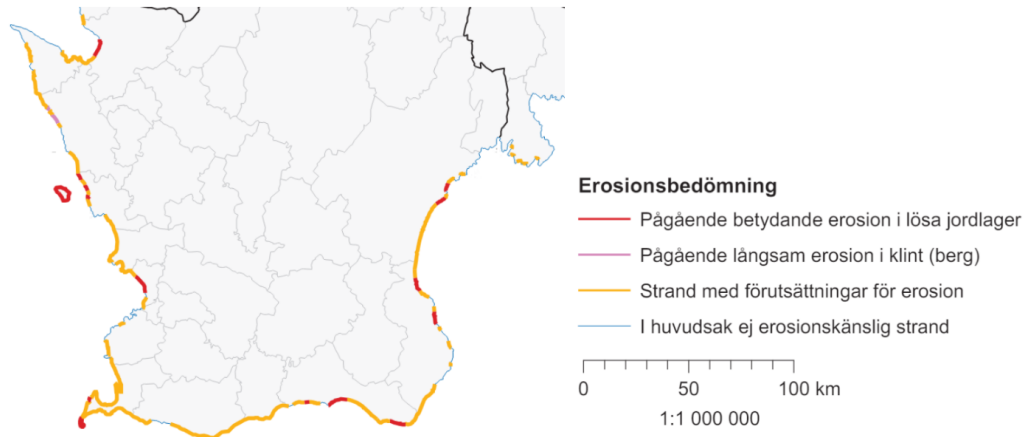 Erosionsbedömning
Pågående betydande erosion i lösa jordlager
Pågående långsam erosion i klint (berg)
Strand med förutsättningar för erosion
I huvudsak ej erosionskänslig strand
0 50 100 km
1:1 000 000